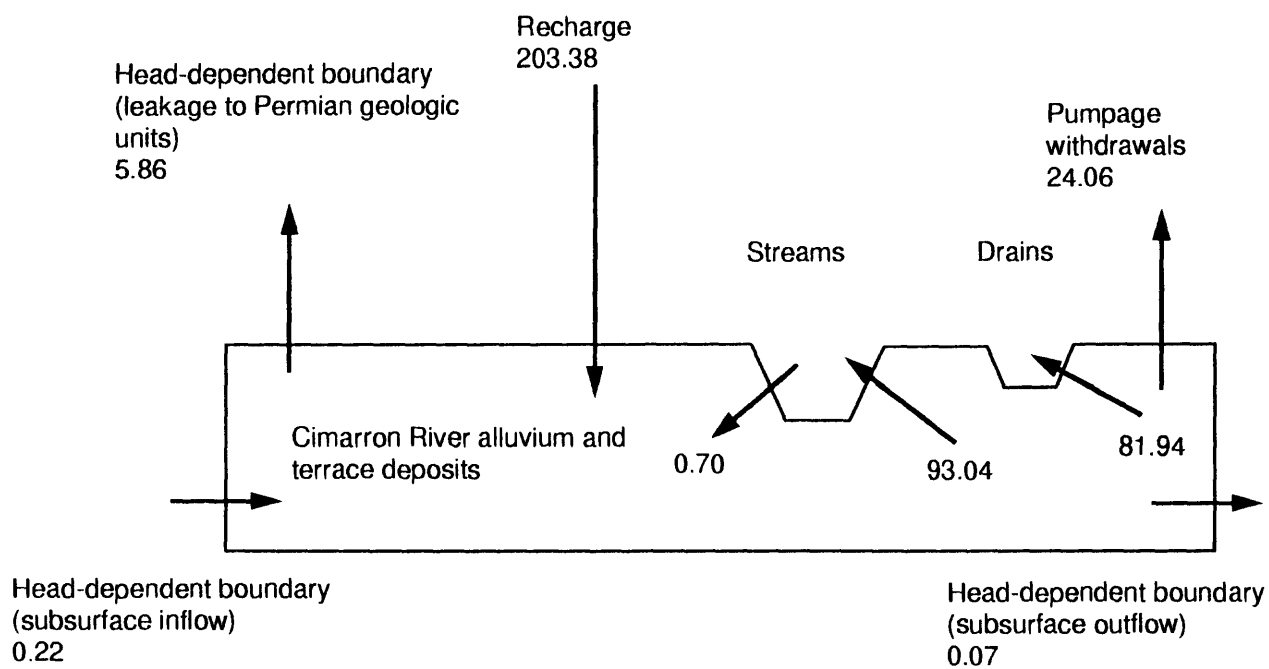 Recharge
203.38
Head-dependent boundary
(leakage to Permian geologic
units)
5.86
Pumpage
withdrawals
24.06
Streams
Drains
Cimarron River alluvium and
terrace deposits
0.70
93.04
81.94
Head-dependent boundary
(subsurface inflow)
0.22
Head-dependent boundary
(subsurface outflow)
0.07